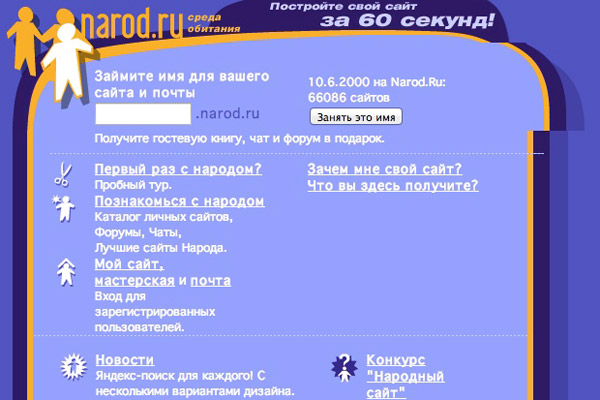 narod.ru
среда
обитания
Постройте свой сайт
за 60 секунд!
Займите имя для вашего
сайта и почты
.narod.ru
10.6.2000 на Narod.Ru:
66086 сайтов
Занять это имя
Получите гостевую книгу, чат и форум в подарок.
Первый раз с народом?
Пробный тур.
Познакомься с народом
Каталог личных сайтов,
Форумы, Чаты,
Лучшие сайты Народа.
Мой сайт,
мастерская и почта
Вход для
зарегистрированных
пользователей.
Зачем мне свой сайт?
Что вы здесь получите?
Новости
Яндекс-поиск для каждого! С
несколькими вариантами дизайна.
Конкурс
"Народный
сайт"